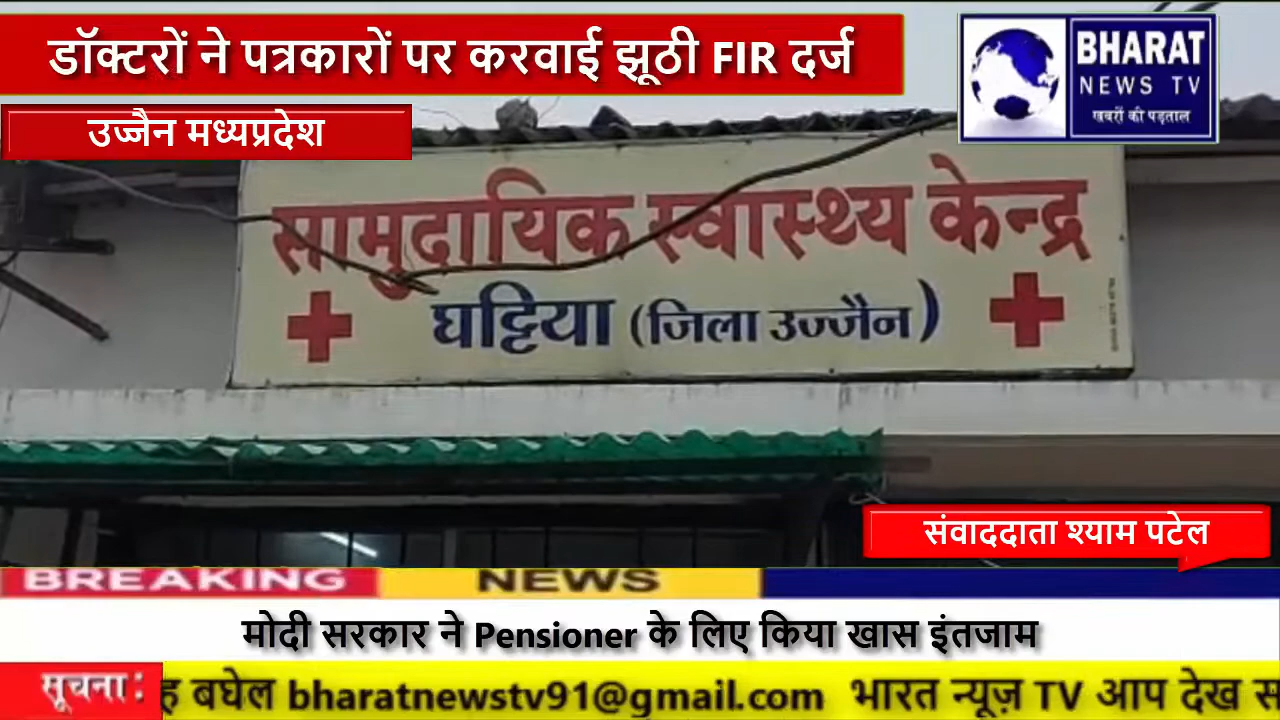 डॉक्टरों ने पत्रकारों पर करवाई झूठी FIR दर्ज
BHARAT
NEWS TV
खबरों की पड़ताल
उज्जैन मध्यप्रदेश
सामुदायिक स्वास्थ्य केन्द्र
घट्टिया (जिला उज्जैन)
संवाददाता श्याम पटेल
BREAKING NEWS
मोदी सरकार ने Pensioner के लिए किया खास इंतजाम
सूचना : ह बघेल bharatnewstv91@gmail.com भारत न्यूज़ TV आप देख स